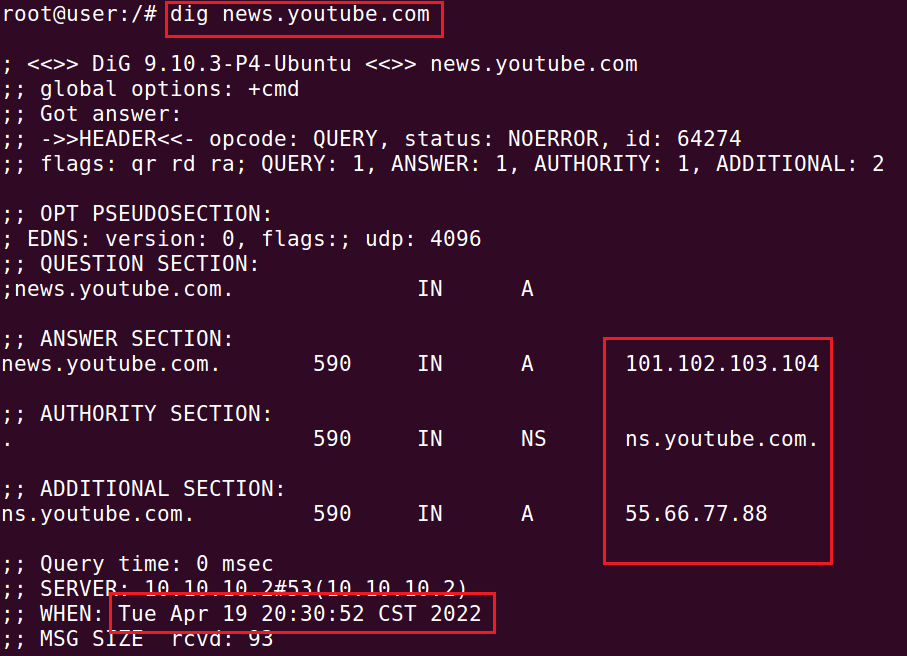 root@user:/# dig news.youtube.com
; <<>> DiG 9.10.3-P4-Ubuntu <<>> news.youtube.com
;; global options: +cmd
;; Got answer:
;; ->>HEADER<<- opcode: QUERY, status: NOERROR, id: 64274
;; flags: qr rd ra; QUERY: 1, ANSWER: 1, AUTHORITY: 1, ADDITIONAL: 2
;; OPT PSEUDOSECTION:
; EDNS: version: 0, flags:; udp: 4096
;; QUESTION SECTION:
;news.youtube.com. IN A
;; ANSWER SECTION:
news.youtube.com. 590 IN A 101.102.103.104
;; AUTHORITY SECTION:
. 590 IN NS ns.youtube.com.
;; ADDITIONAL SECTION:
ns.youtube.com. 590 IN A 55.66.77.88
;; Query time: 0 msec
;; SERVER: 10.10.10.2#53(10.10.10.2)
;; WHEN: Tue Apr 19 20:30:52 CST 2022
;; MSG SIZE rcvd: 93